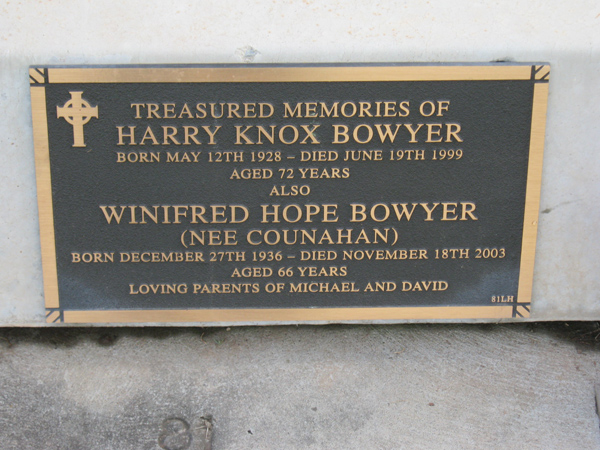 TREASURED MEMORIES OF
HARRY KNOX BOWYER
BORN MAY 12TH 1928 – DIED JUNE 19TH 1999
AGED 72 YEARS
ALSO
WINIFRED HOPE BOWYER
(NEE COUNAHAN)
BORN DECEMBER 27TH 1936 – DIED NOVEMBER 18TH 2003
AGED 66 YEARS
LOVING PARENTS OF MICHAEL AND DAVID
81LH
81